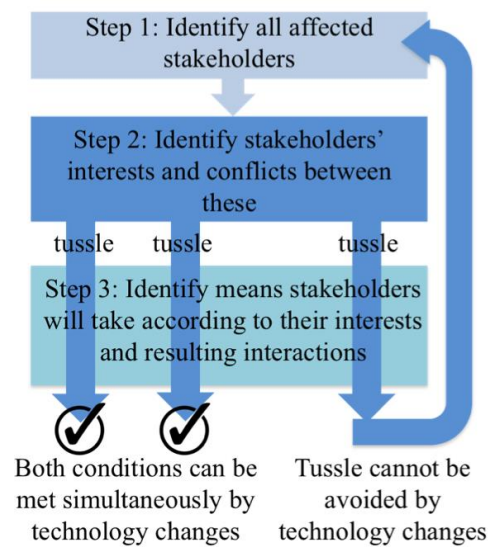 Step 1: Identify all affected
stakeholders
Step 2: Identify stakeholders’
interests and conflicts between
these
tussle tussle tussle
Step 3: Identify means stakeholders
will take according to their interests
and resulting interactions
Both conditions can be
met simultaneously by
technology changes
Tussle cannot be
avoided by
technology changes